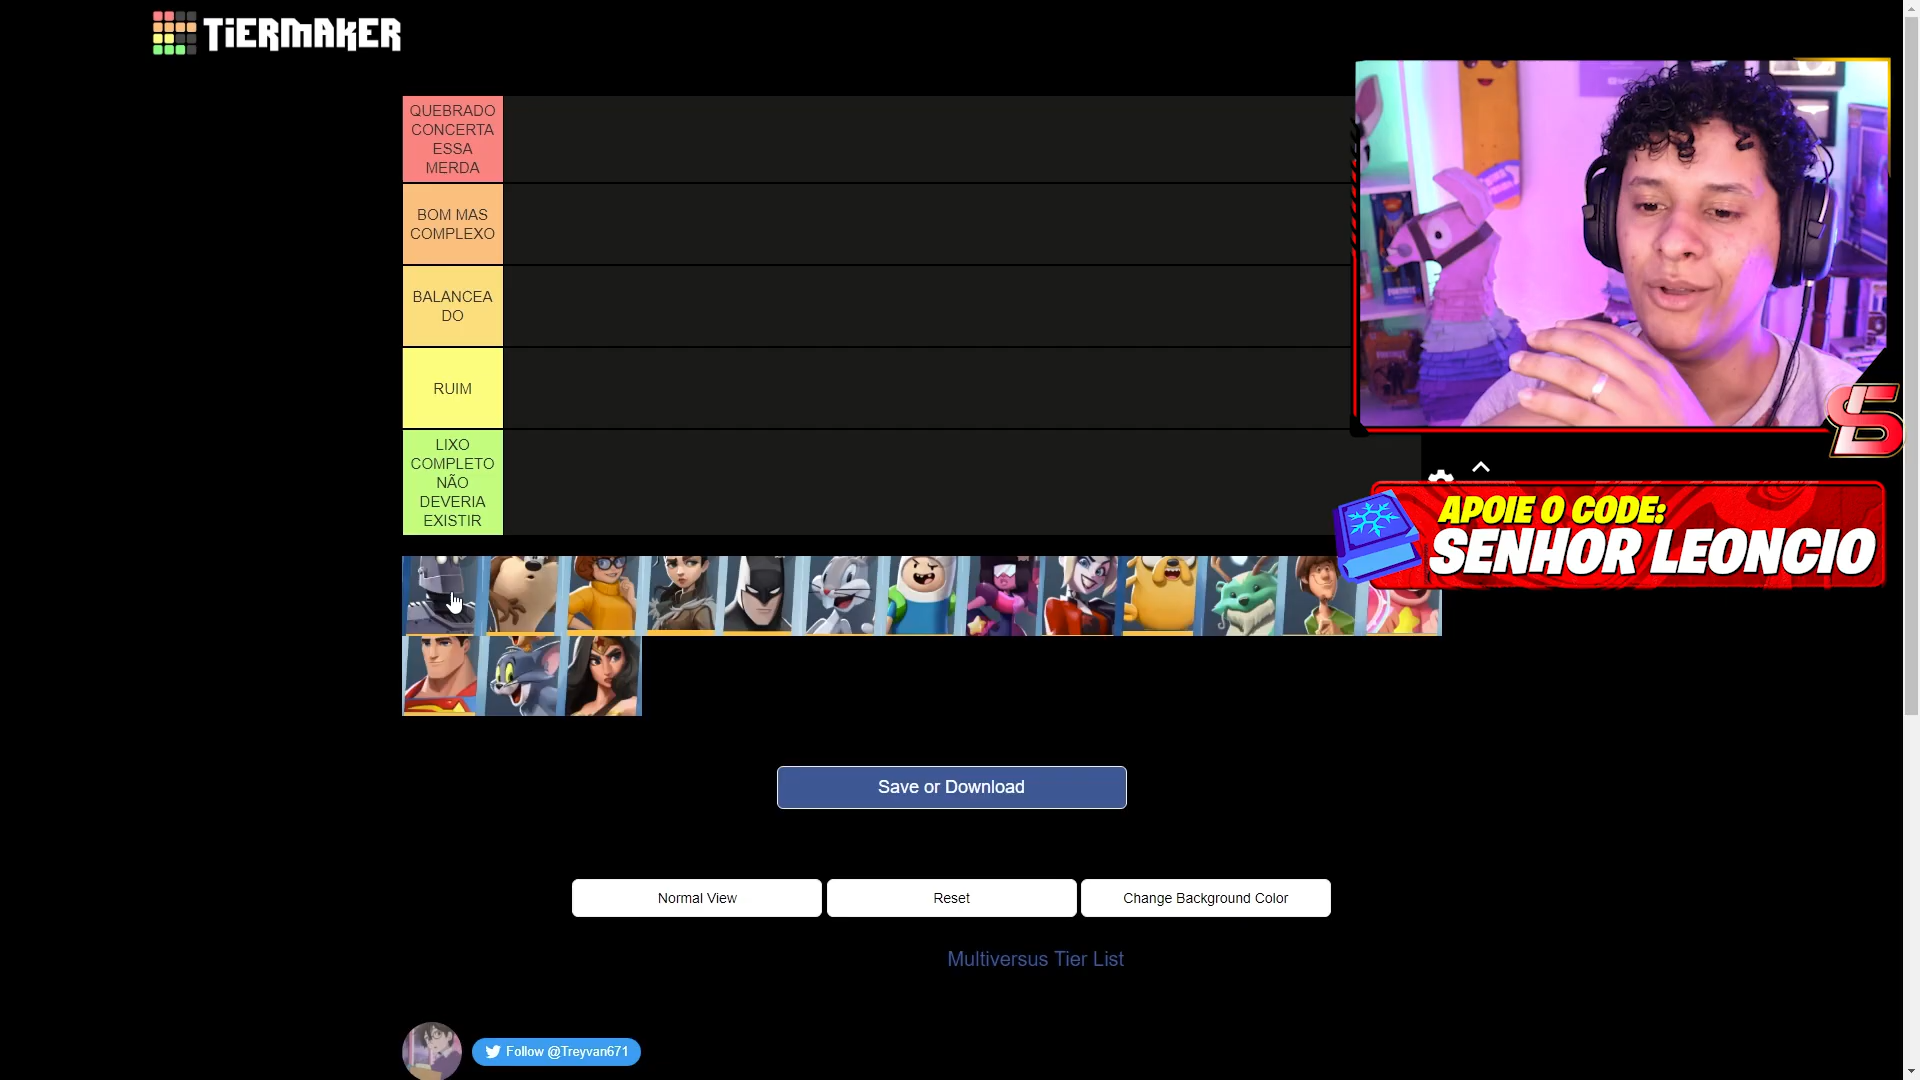 TiERMAKER
QUEBRADO
CONCERTA
ESSA
MERDA
BOM MAS
COMPLEXO
BALANCEA
DO
RUIM
LIXO
COMPLETO
NÃO
DEVERIA
EXISTIR
APOIE O CODE:
SENHOR LEONCIO
Save or Download
Normal View
Reset
Change Background Color
Multiversus Tier List
Follow @Treyvan671